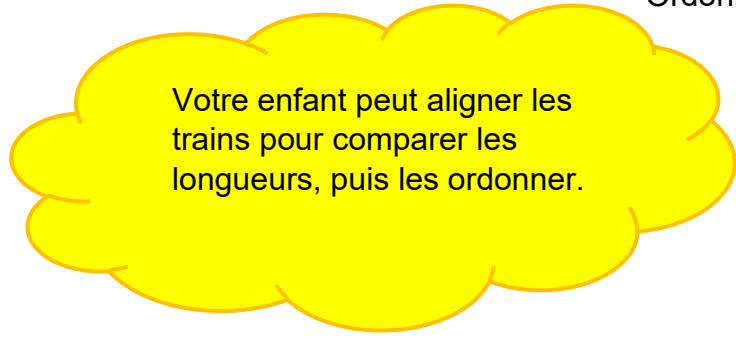 Votre enfant peut aligner les
trains pour comparer les
longueurs, puis les ordonner.